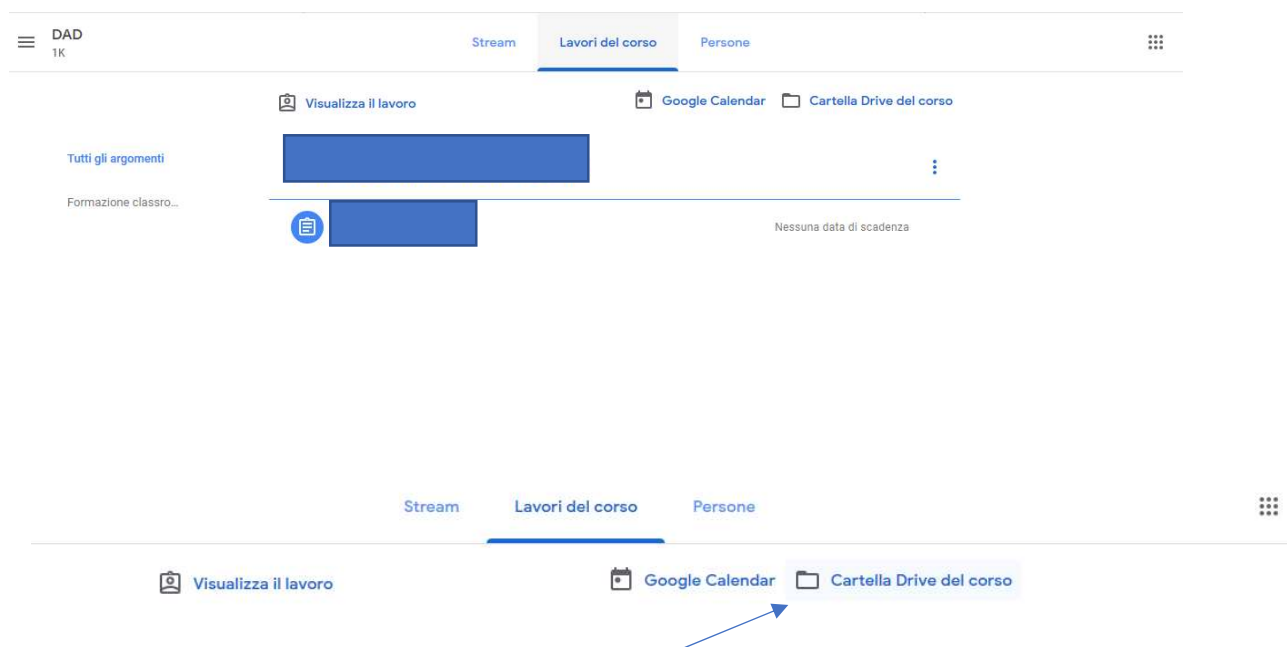 DAD
1K
Stream Lavori del corso Persone
Visualizza il lavoro Google Calendar Cartella Drive del corso
Tutti gli argomenti
Formazione classro...
Nessuna data di scadenza
Stream Lavori del corso Persone
Visualizza il lavoro Google Calendar Cartella Drive del corso